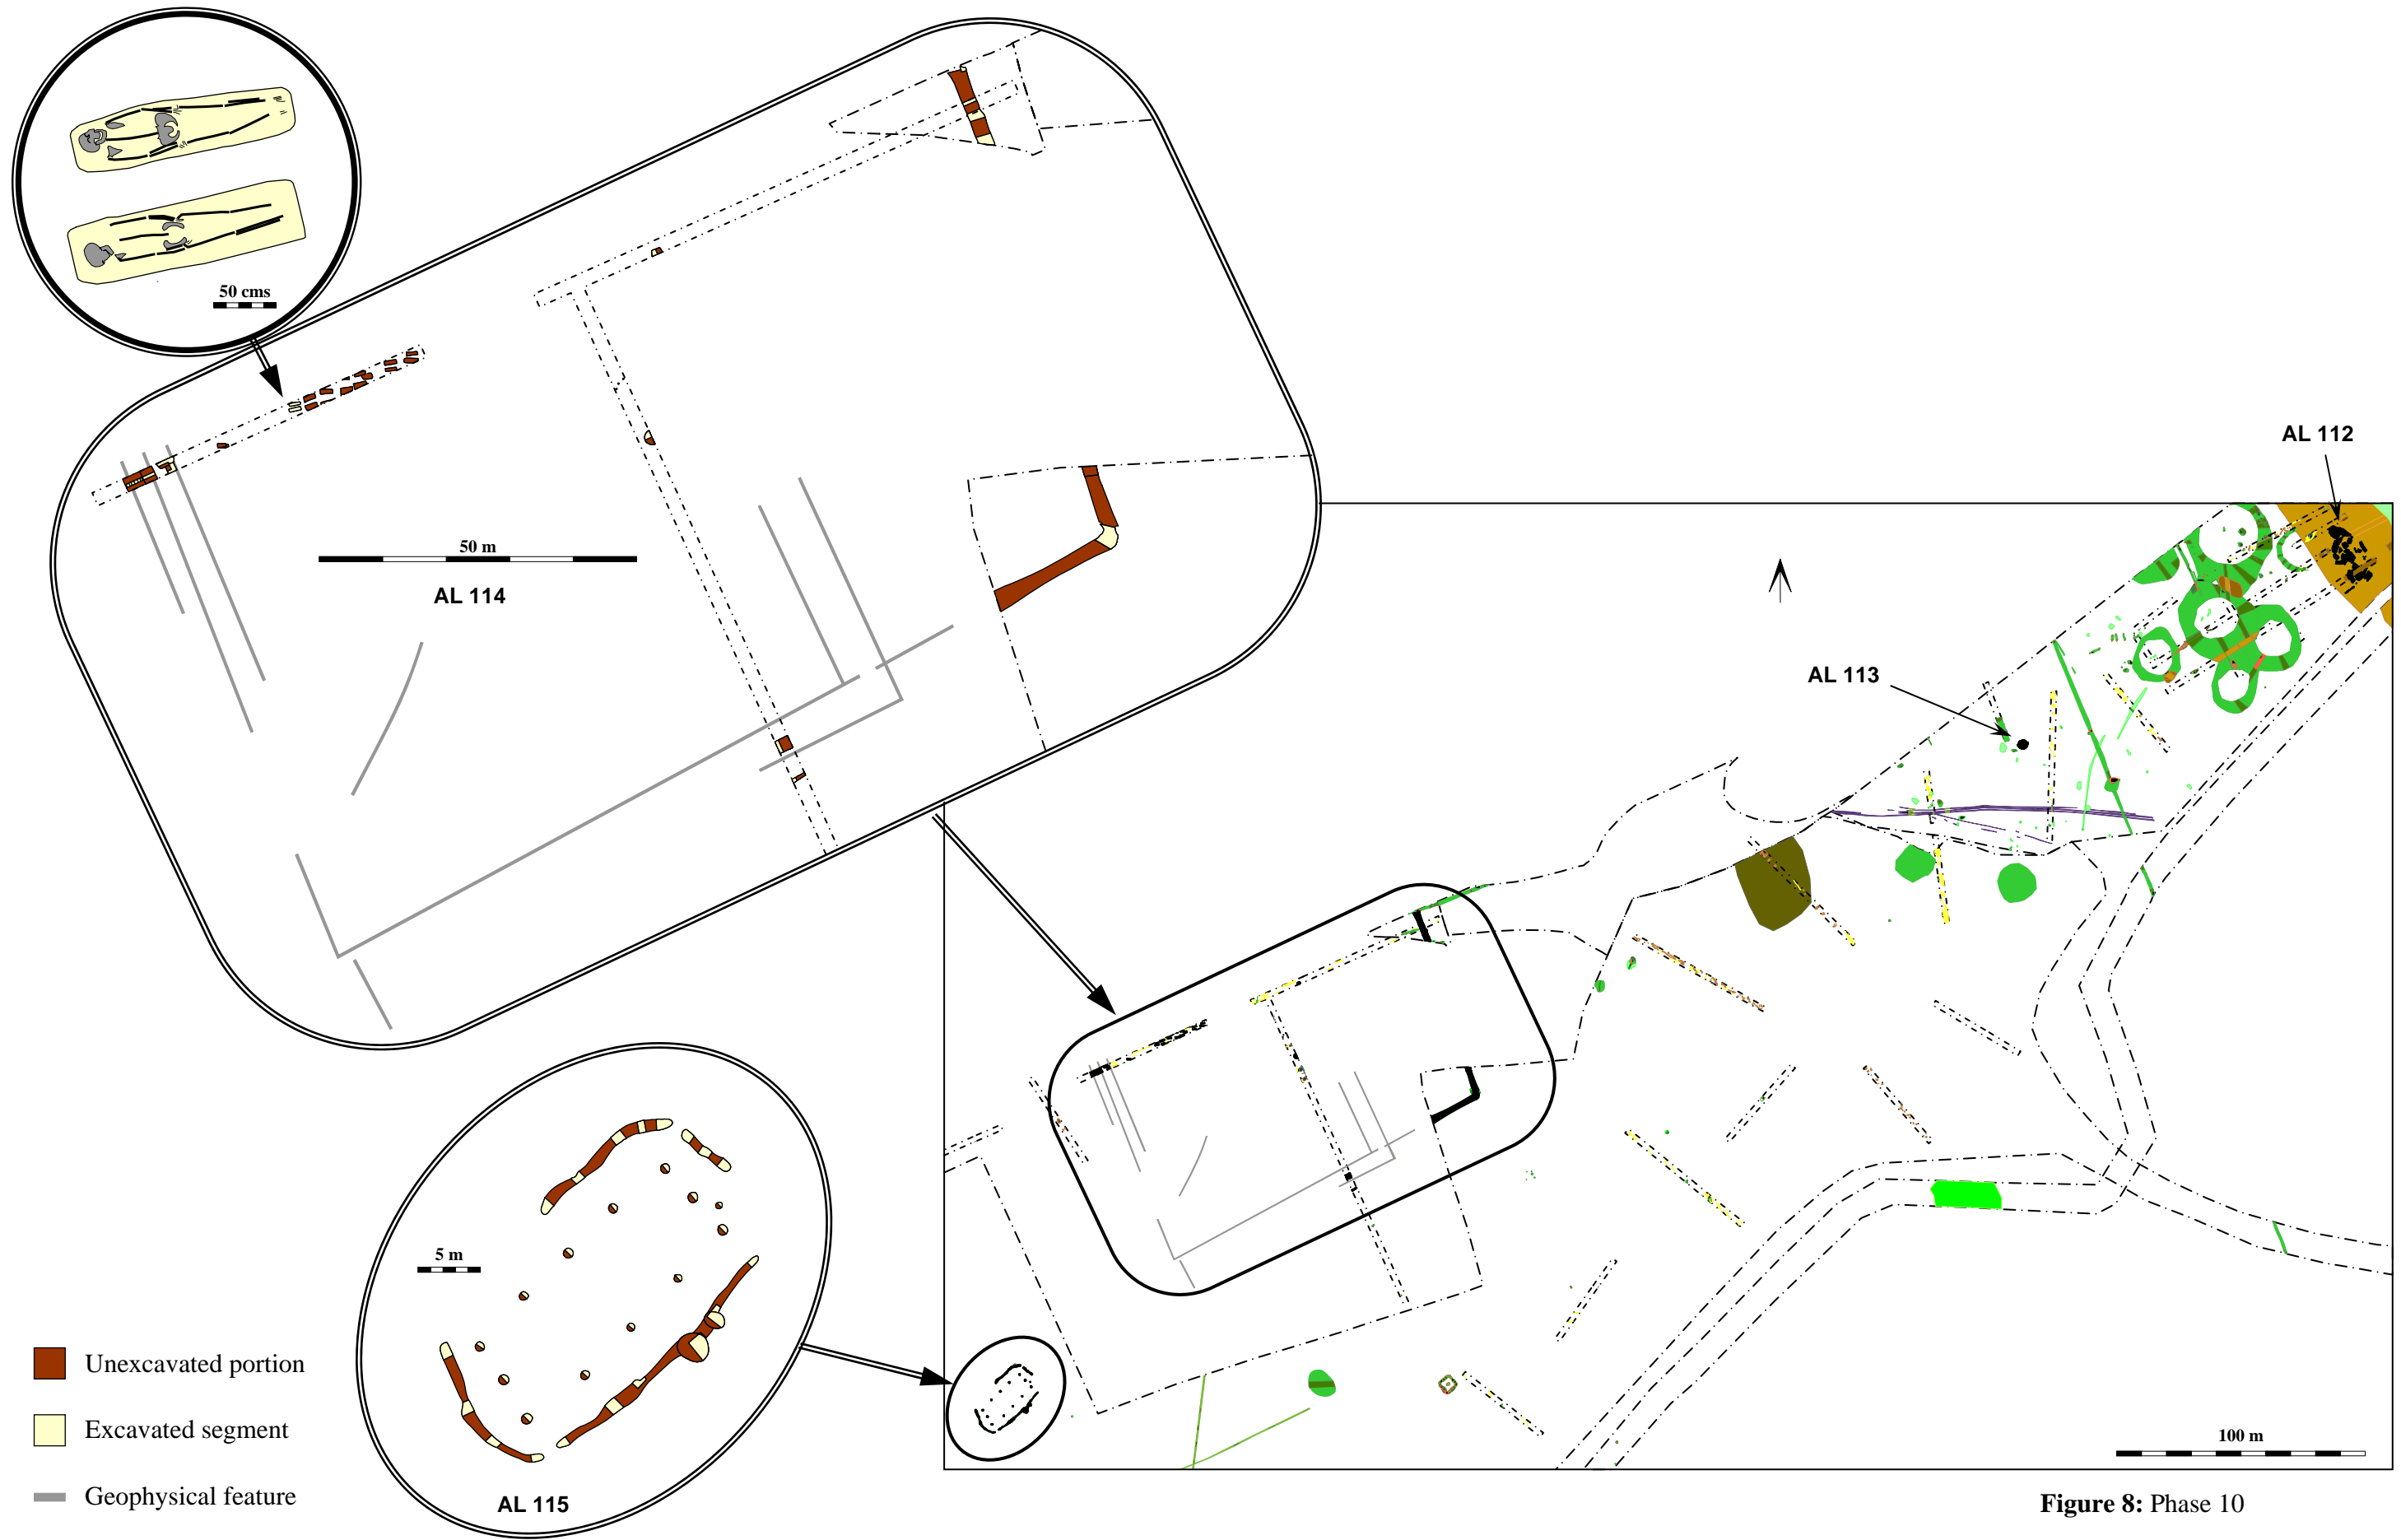 50 cms
50 m
AL 114
AL 112
AL 113
5 m
Unexcavated portion
Excavated segment
Geophysical feature
AL 115
100 m
Figure 8: Phase 10